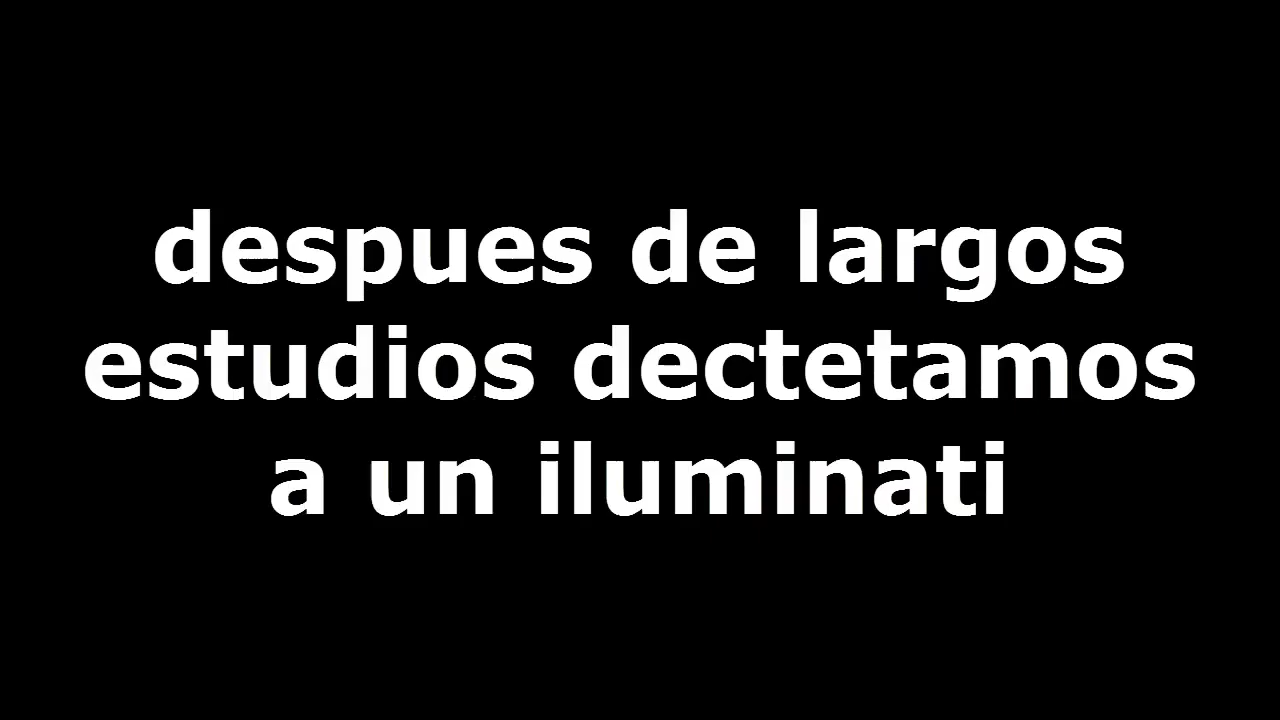 despues de largos
estudios dectetamos
a un iluminati